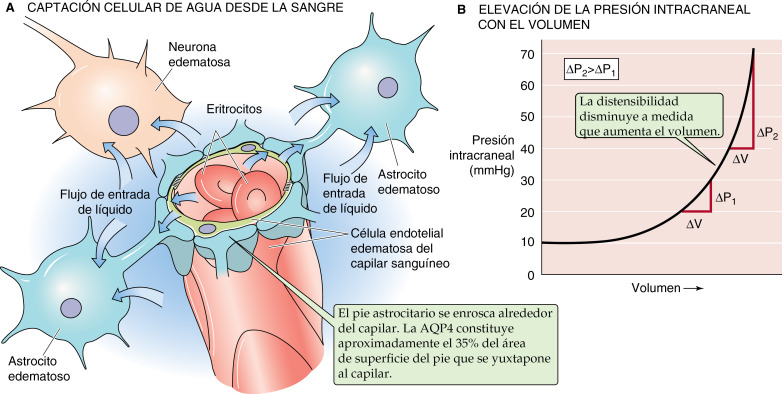 A CAPTACIÓN CELULAR DE AGUA DESDE LA SANGRE
Neurona
edematosa
Eritrocitos
Flujo de entrada
de líquido
Flujo de
entrada
de líquido
Astrocito
edematoso
Célula endotelial
edematosa del
capilar sanguíneo
Astrocito
edematoso
El pie astrocitario se enrosca alrededor
del capilar. La AQP4 constituye
aproximadamente el 35% del área
de superficie del pie que se yuxtapone
al capilar.
B ELEVACIÓN DE LA PRESIÓN INTRACRANEAL
CON EL VOLUMEN
70
60
50
40
30
20
10
0
Presión
intracraneal
(mmHg)
ΔP₂>ΔP₁
La distensibilidad
disminuye a medida
que aumenta el volumen.
ΔP₂
ΔV
ΔP₁
ΔV
Volumen →